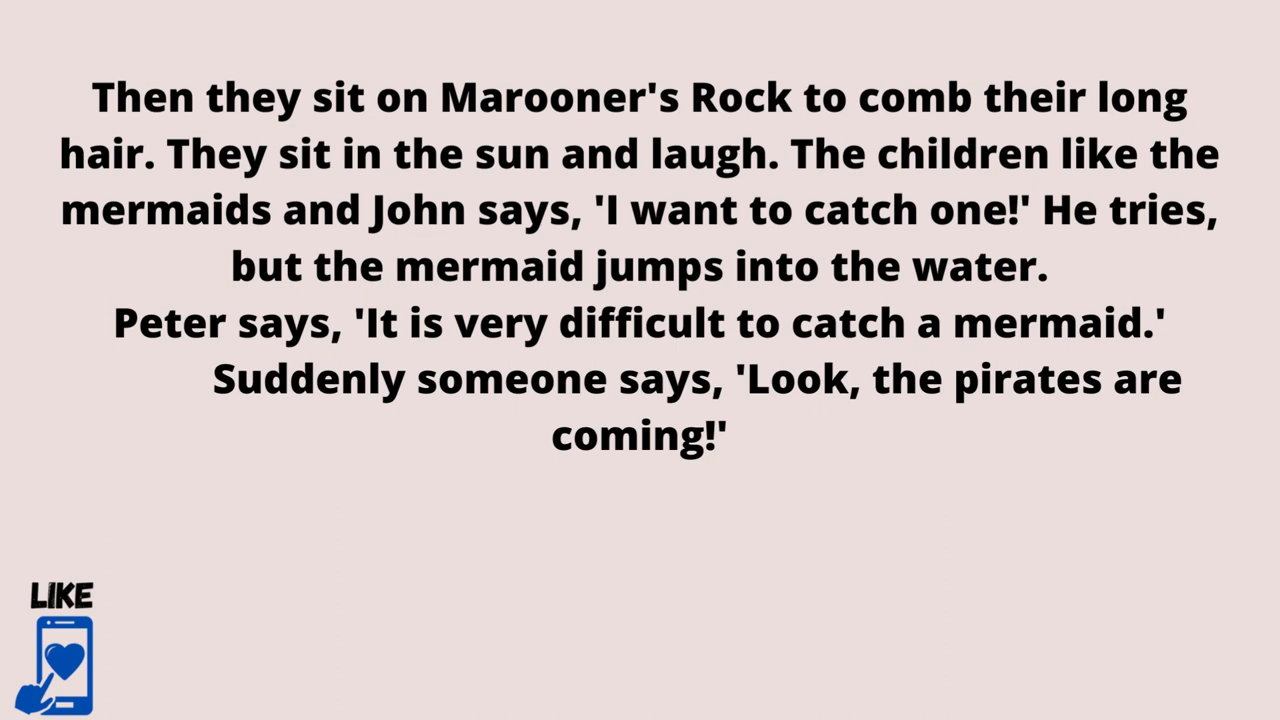 Then they sit on Marooner's Rock to comb their long
hair. They sit in the sun and laugh. The children like the
mermaids and John says, 'I want to catch one!' He tries,
but the mermaid jumps into the water.
Peter says, 'It is very difficult to catch a mermaid.'
Suddenly someone says, 'Look, the pirates are
coming!'
LIKE